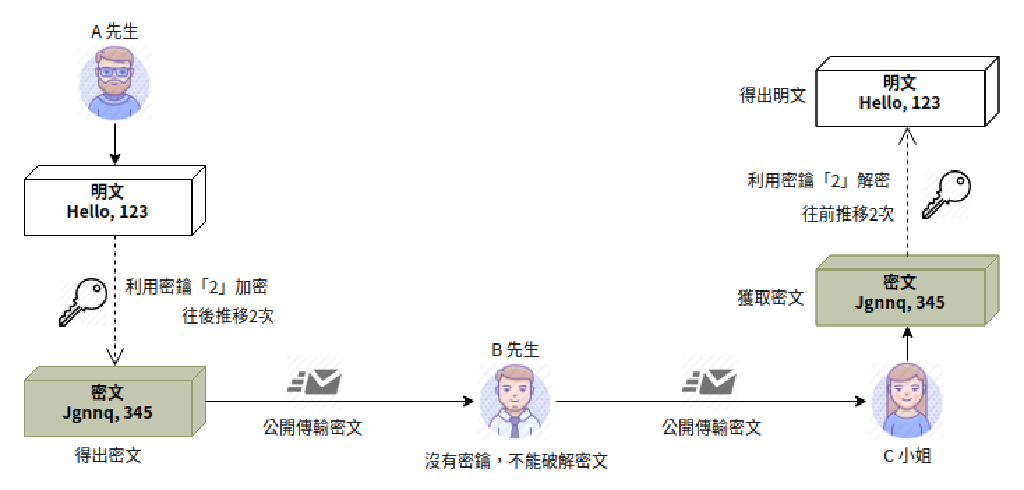 A 先生
明文
Hello, 123
利用密鑰「2」加密
往後推移2次
密文
Jgnnq, 345
得出密文
公開傳輸密文
B 先生
沒有密鑰，不能破解密文
公開傳輸密文
C 小姐
獲取密文
密文
Jgnnq, 345
利用密鑰「2」解密
往前推移2次
得出明文
明文
Hello, 123